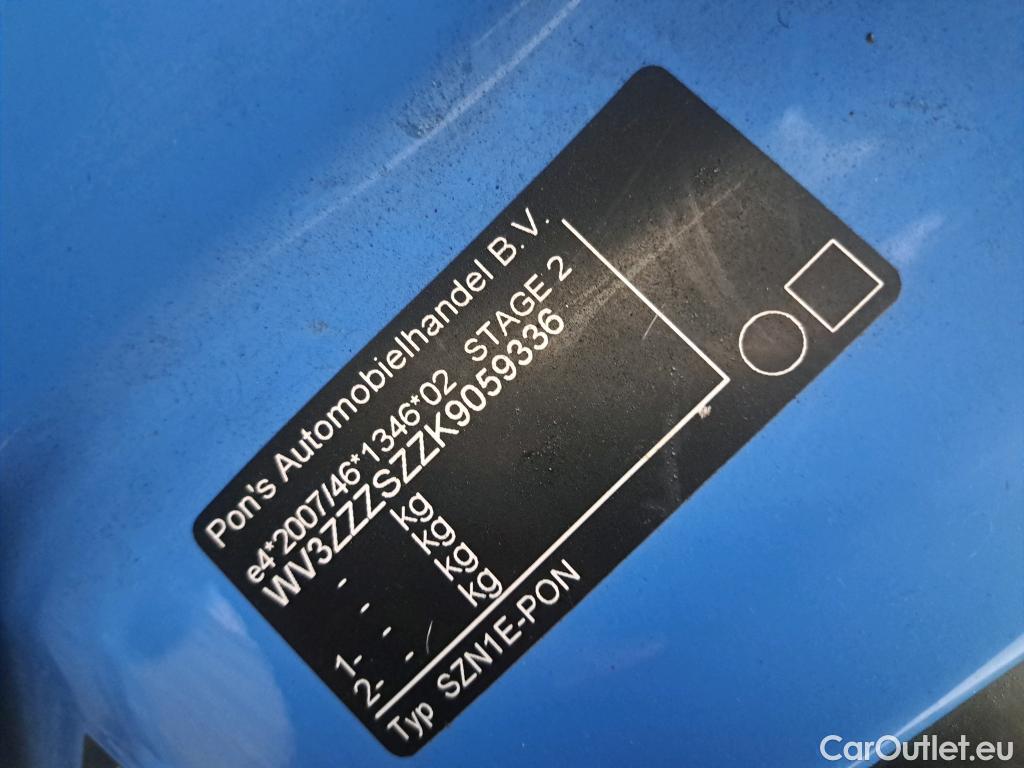 Pon's Automobielhandel B.V.
e4*2007/46*1346*02 STAGE 2
WV3ZZZSZZK9059336
- kg
- kg
1- - kg
2- - kg
Typ SZN1E-PON
CarOutlet.eu